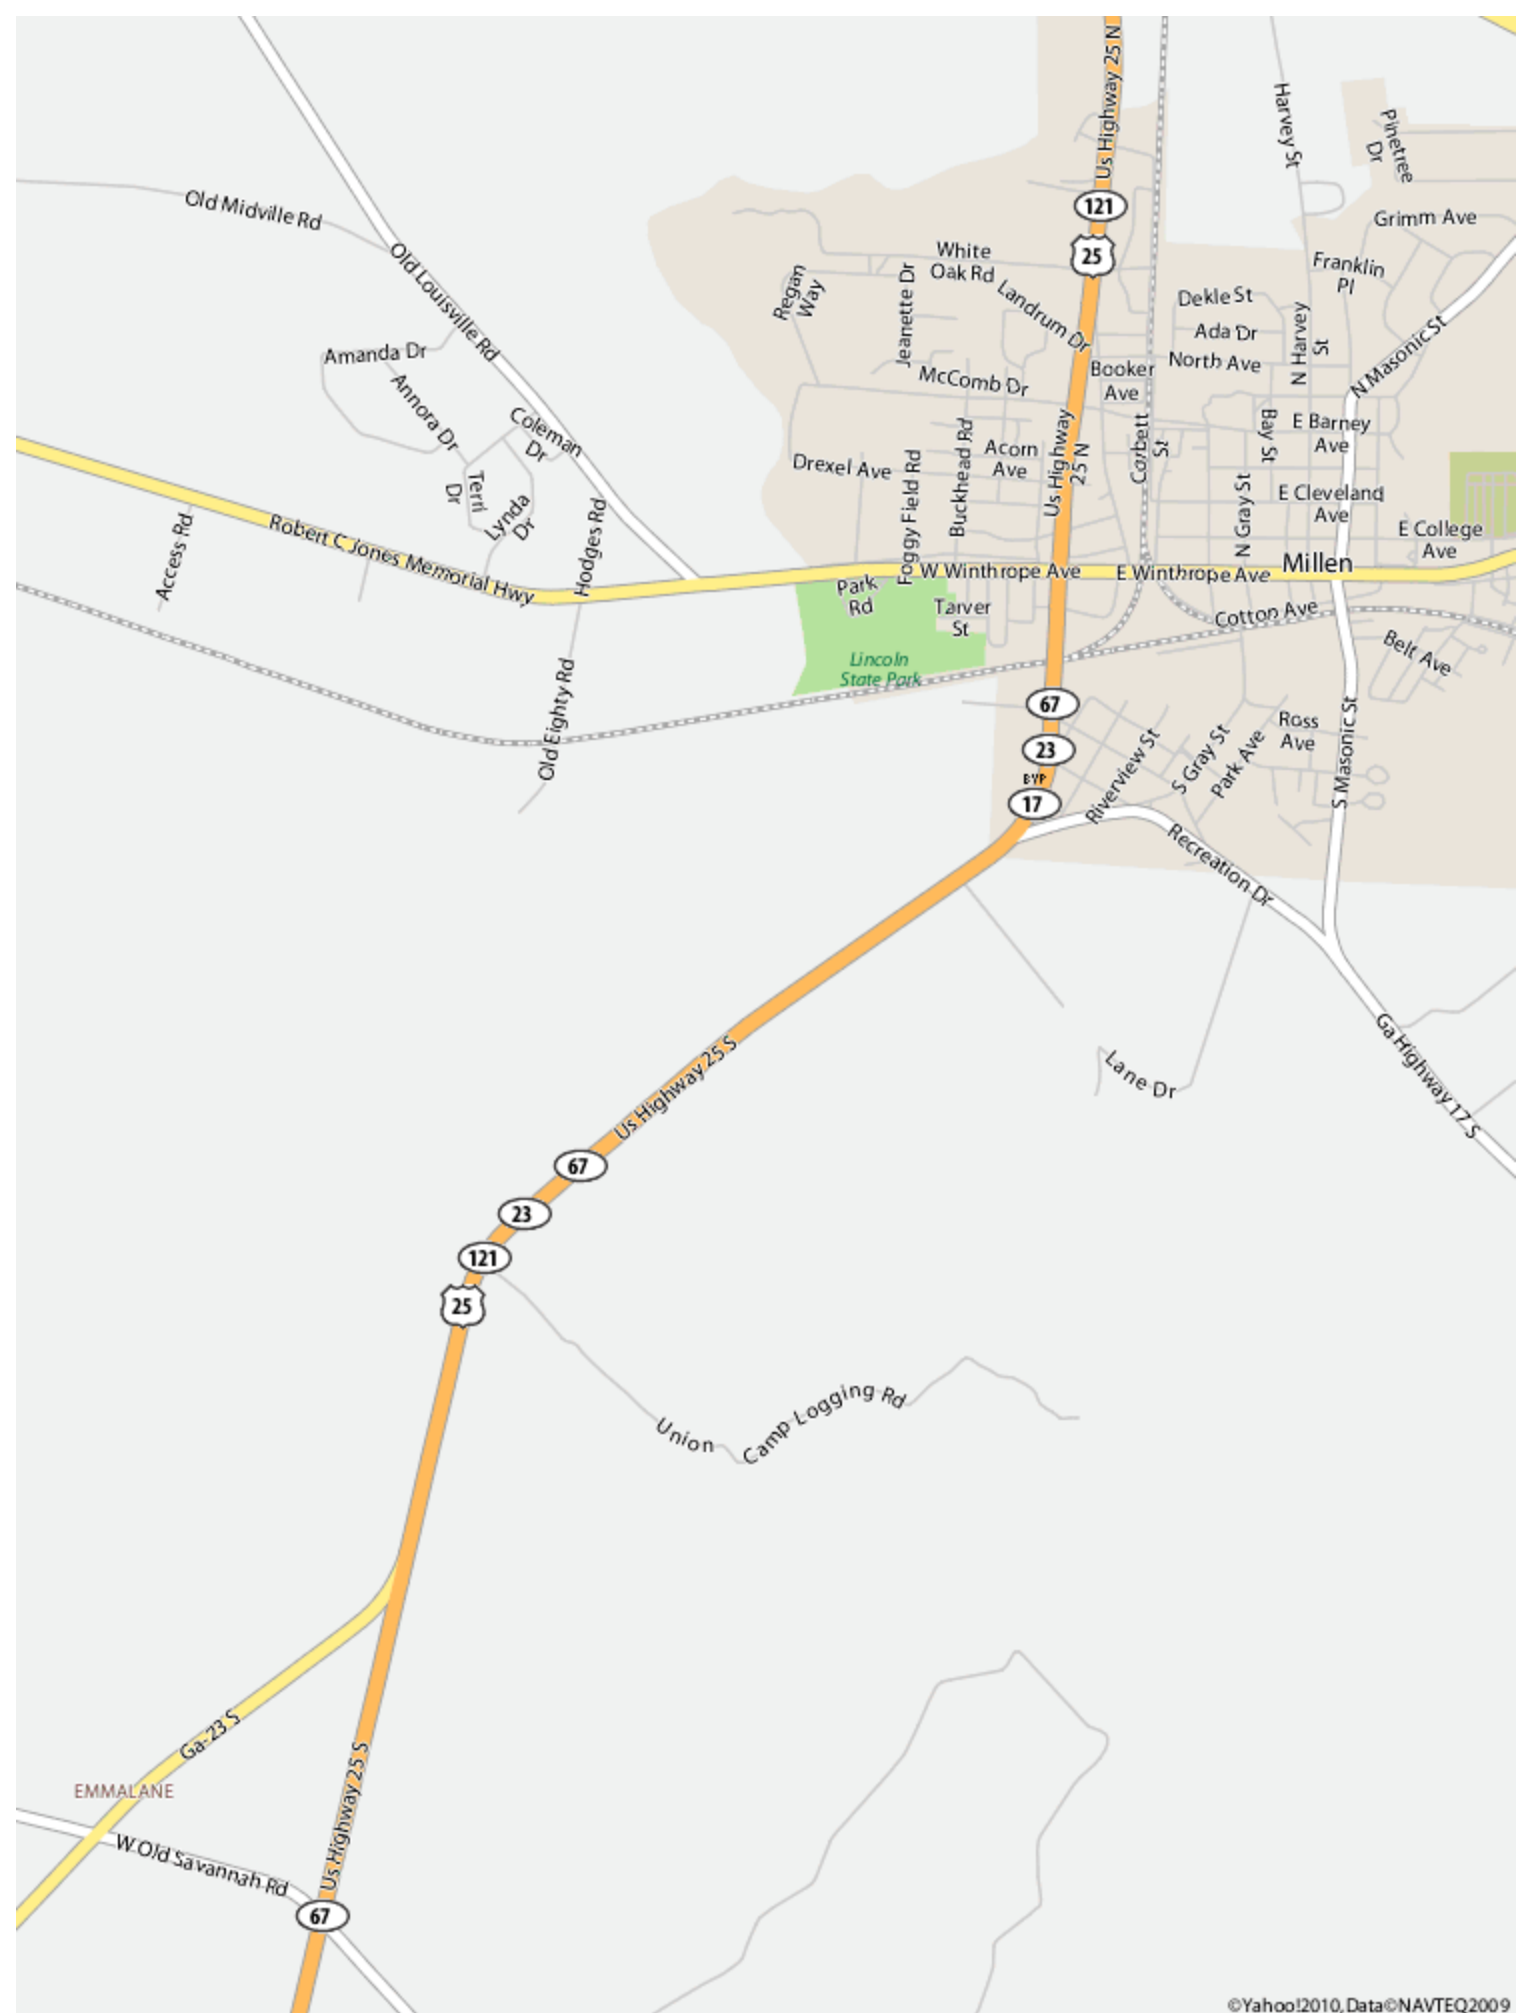 Us Highway 25 N
Harvey St
Pinetree
Dr
121
Old Midville Rd
Grimm Ave
Old Louisville Rd
White
Oak Rd
25
Franklin
Pl
Regan
Way
Jeanette Dr
Landrum Dr
Dekle St
Ada Dr
N Harvey
St
N Masonic St
Amanda Dr
North Ave
Annora Dr
McComb Dr
Booker
Ave
Coleman
Dr
Us Highway
25 N
Corbett
St
Bay St
E Barney
Ave
Drexel Ave
Foggy Field Rd
Buckhead Rd
Acorn
Ave
Terri
Dr
Lynda
Dr
Hodges Rd
N Gray St
E Cleveland
Ave
E College
Ave
Access Rd
Robert C Jones Memorial Hwy
W Winthrope Ave
E Winthrope Ave
Millen
Park
Rd
Tarver
St
Cotton Ave
Belt Ave
Lincoln
State Park
Old Eighty Rd
67
23
BYP
17
Riverview St
S Gray St
Park Ave
Ross
Ave
S Masonic St
Recreation Dr
Us Highway 25 S
Lane Dr
Ga Highway 17 S
67
23
121
25
Union
Camp Logging Rd
Ga-23 S
EMMALANE
Us Highway 25 S
W Old Savannah Rd
67
©Yahoo!2010, Data©NAVTEQ2009